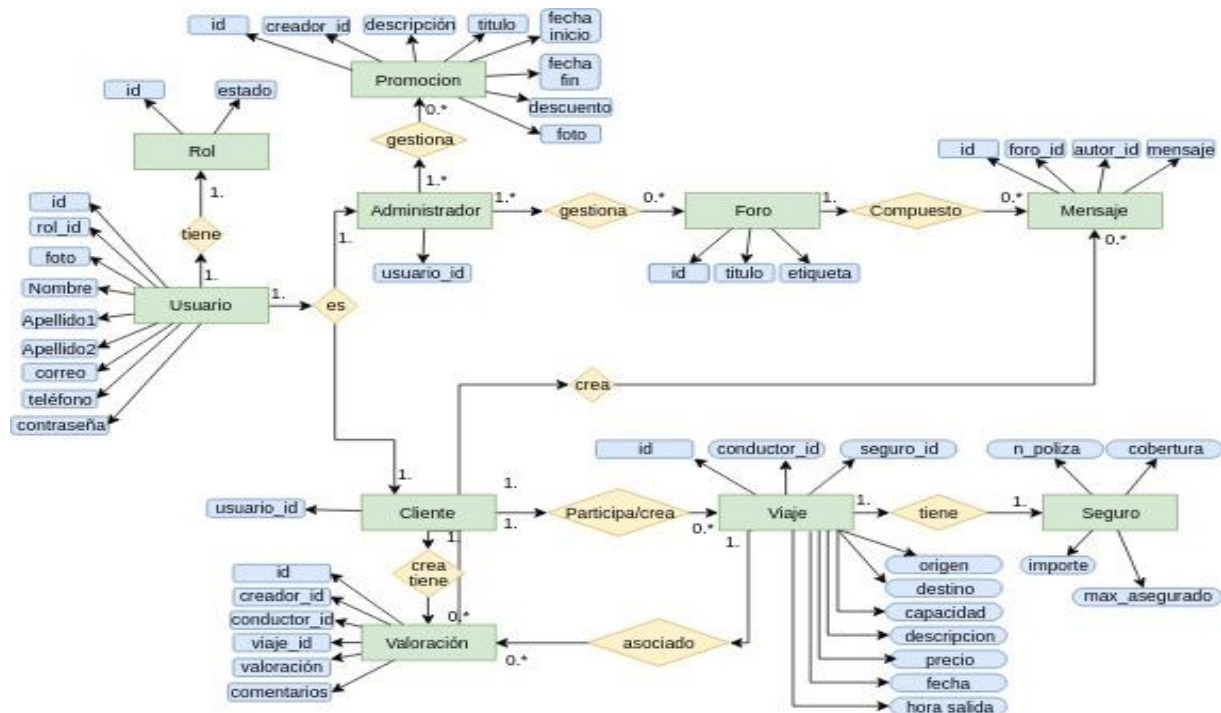 id
creador_id
descripción
titulo
fecha
inicio
fecha
fin
descuento
foto
Promocion
0.*
gestiona
1.*
id
estado
Rol
1.
tiene
1.
id
rol_id
foto
Nombre
Apellido1
Apellido2
correo
teléfono
contraseña
Usuario
1.
es
1.
Administrador
usuario_id
1.*
gestiona
0.*
Foro
id
titulo
etiqueta
1.
Compuesto
0.*
id
foro_id
autor_id
mensaje
Mensaje
0.*
crea
1.
usuario_id
Cliente
1.
1.
Participa/crea
0.*
id
conductor_id
seguro_id
Viaje
1.
tiene
1.
n_poliza
cobertura
Seguro
importe
max_asegurado
1.
origen
destino
capacidad
descripcion
precio
fecha
hora salida
1.
crea
tiene
0.*
id
creador_id
conductor_id
viaje_id
valoración
comentarios
Valoración
0.*
asociado